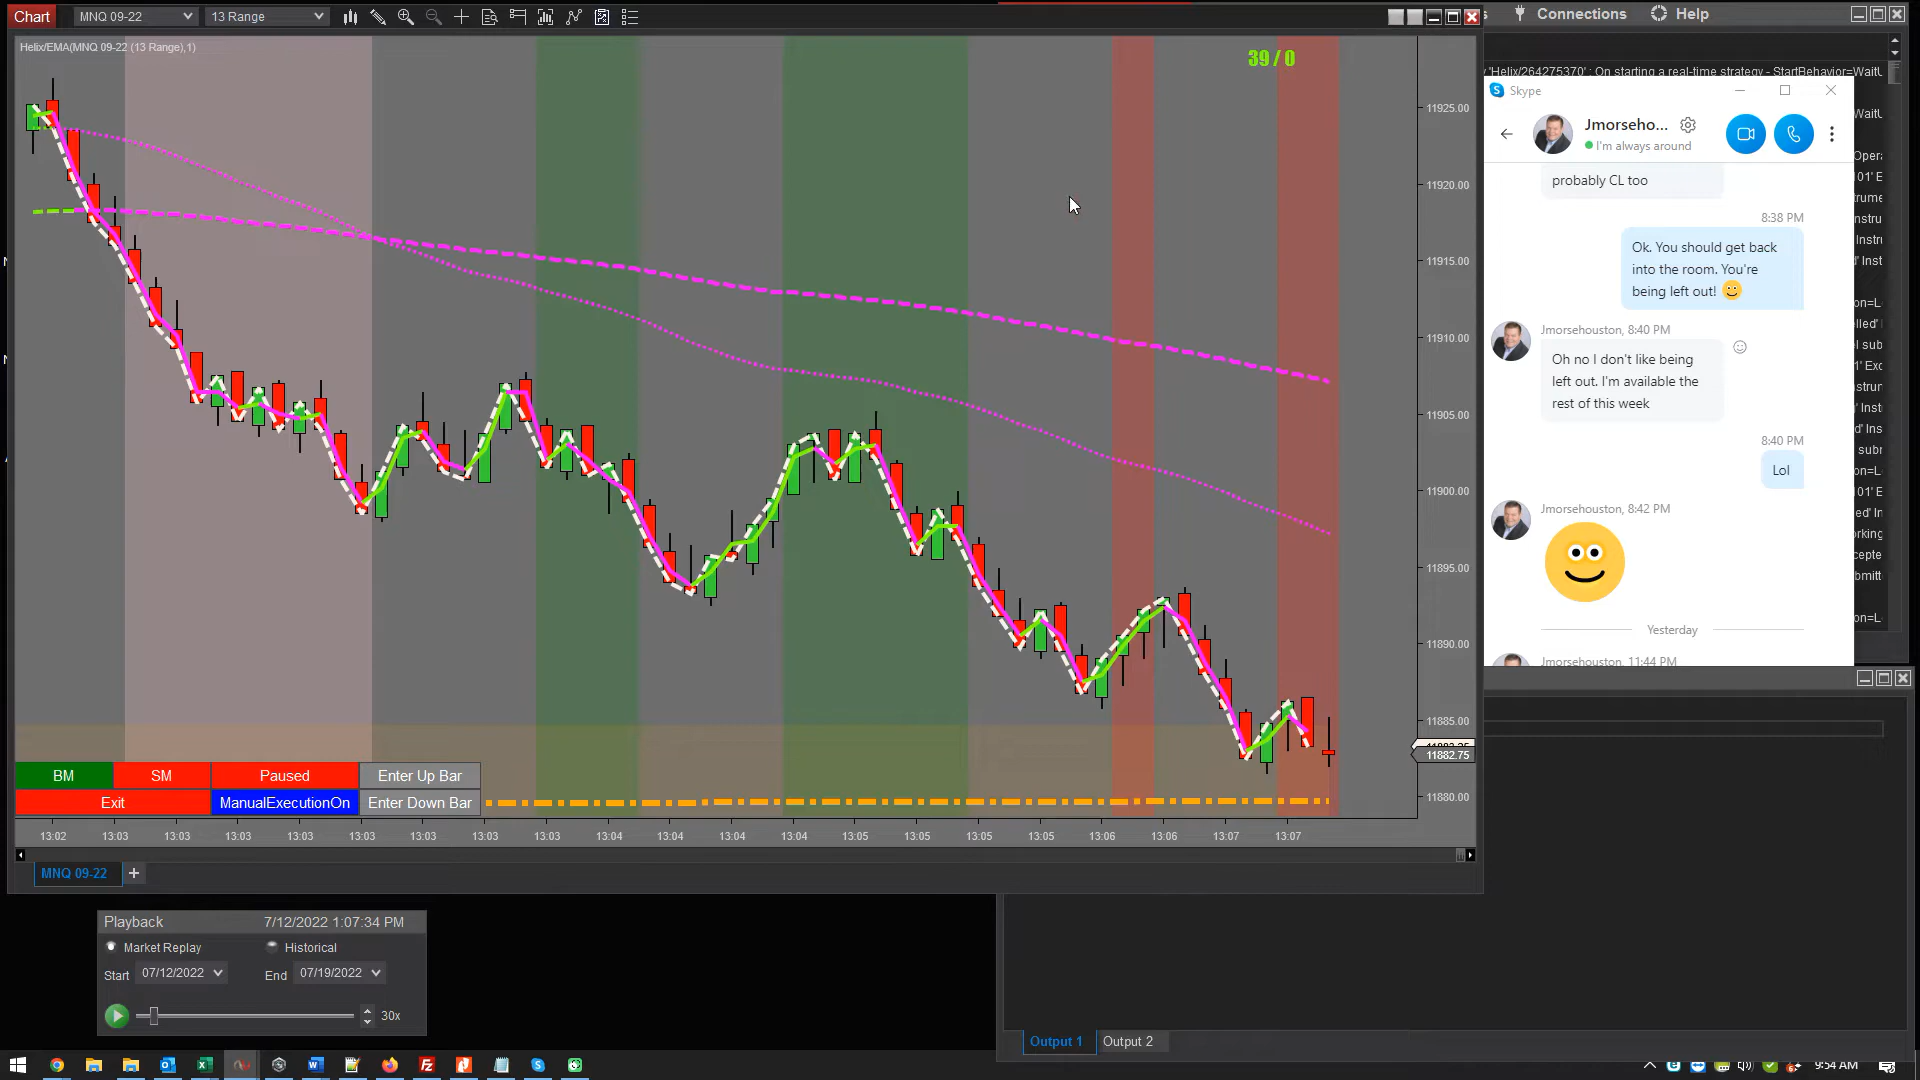 Chart
MNQ 09-22
13 Range
Connections
Help
Helix/EMA(MNQ 09-22 (13 Range),1)
39 / 0
11925.00
11920.00
11915.00
11910.00
11905.00
11900.00
11895.00
11890.00
11885.00
11882.75
11880.00
BM
SM
Paused
Enter Up Bar
Exit
ManualExecutionOn
Enter Down Bar
13:02
13:03
13:03
13:03
13:03
13:03
13:03
13:03
13:03
13:04
13:04
13:04
13:04
13:05
13:05
13:05
13:05
13:06
13:06
13:07
13:07
MNQ 09-22
+
'Helix/264275370' : On starting a real-time strategy - StartBehavior=WaitU
Skype
Jmorseho...
I'm always around
probably CL too
8:38 PM
Ok. You should get back
into the room. You're
being left out!
Jmorsehouston, 8:40 PM
Oh no I don't like being
left out. I'm available the
rest of this week
8:40 PM
Lol
Jmorsehouston, 8:42 PM
Yesterday
Jmorsehouston, 11:44 PM
Playback
7/12/2022 1:07:34 PM
Market Replay
Historical
Start
07/12/2022
End
07/19/2022
30x
Output 1
Output 2
9:54 AM